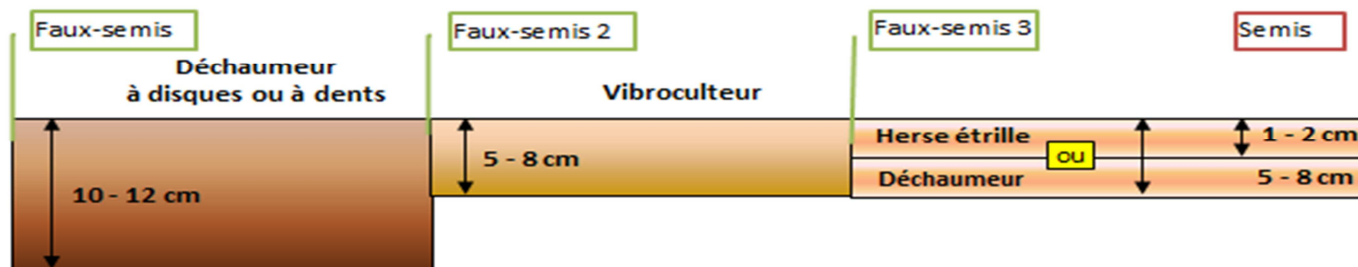 Faux-semis
Faux-semis 2
Faux-semis 3
Semis
Déchaumeur
à disques ou à dents
Vibroculteur
10 - 12 cm
5 - 8 cm
Herse étrille
1 - 2 cm
ou
Déchaumeur
5 - 8 cm